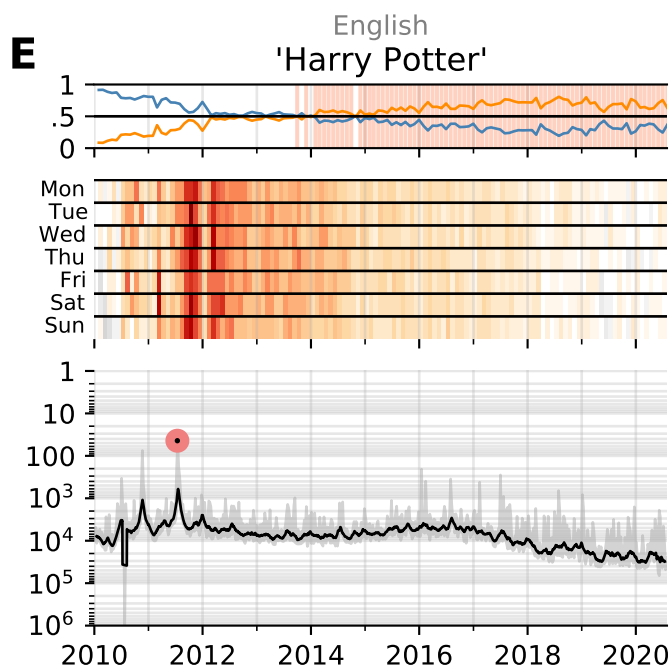 English
E
'Harry Potter'
1
.5
0
Mon
Tue
Wed
Thu
Fri
Sat
Sun
1
10
100
10³
10⁴
10⁵
10⁶
2010 2012 2014 2016 2018 2020